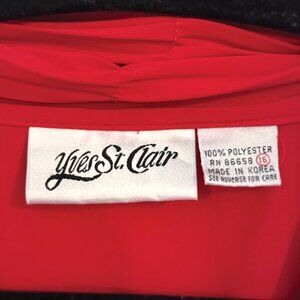 Yves St. Clair
100% POLYESTER
RN 86658 16
MADE IN KOREA
SEE REVERSE FOR CARE